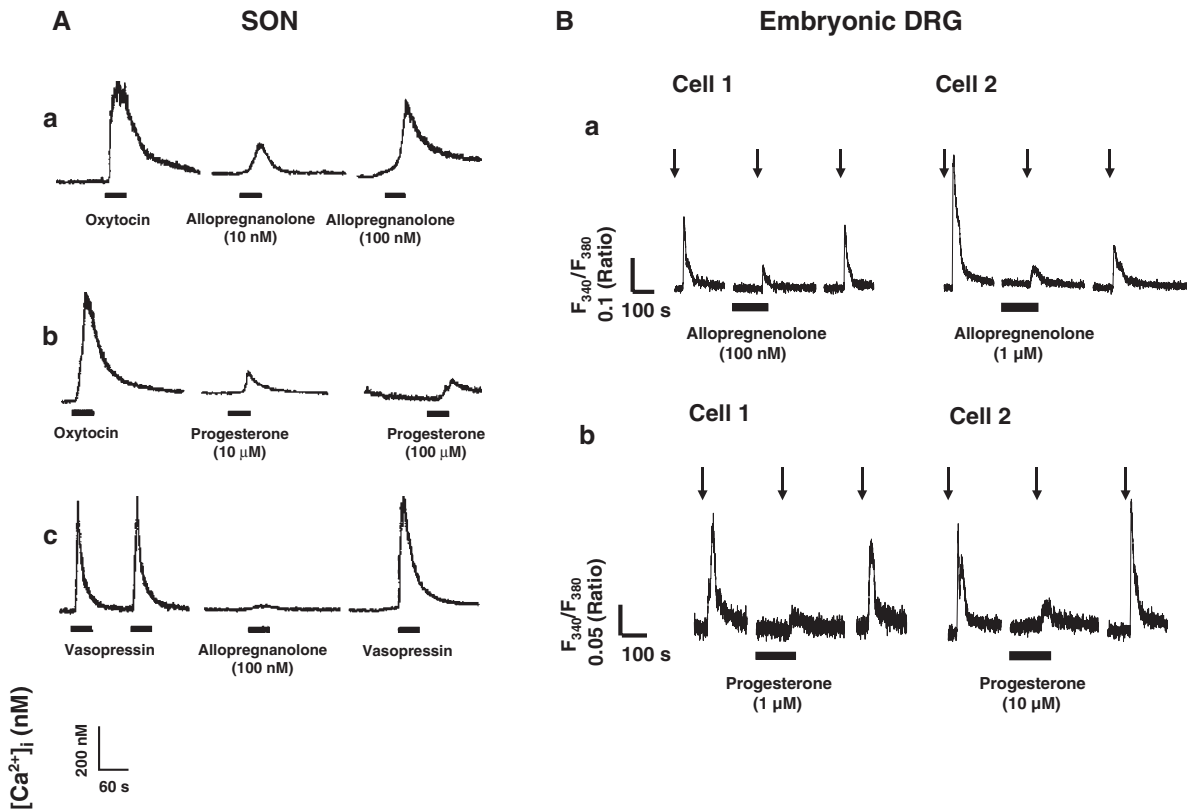 A
SON
a
Oxytocin
Allopregnanolone
(10 nM)
Allopregnanolone
(100 nM)
b
Oxytocin
Progesterone
(10 μM)
Progesterone
(100 μM)
c
Vasopressin
Allopregnanolone
(100 nM)
Vasopressin
[Ca²⁺]ᵢ (nM)
200 nM
60 s
B
Embryonic DRG
Cell 1
Cell 2
a
F₃₄₀/F₃₈₀
0.1 (Ratio)
100 s
Allopregnenolone
(100 nM)
Allopregnenolone
(1 μM)
Cell 1
Cell 2
b
F₃₄₀/F₃₈₀
0.05 (Ratio)
100 s
Progesterone
(1 μM)
Progesterone
(10 μM)